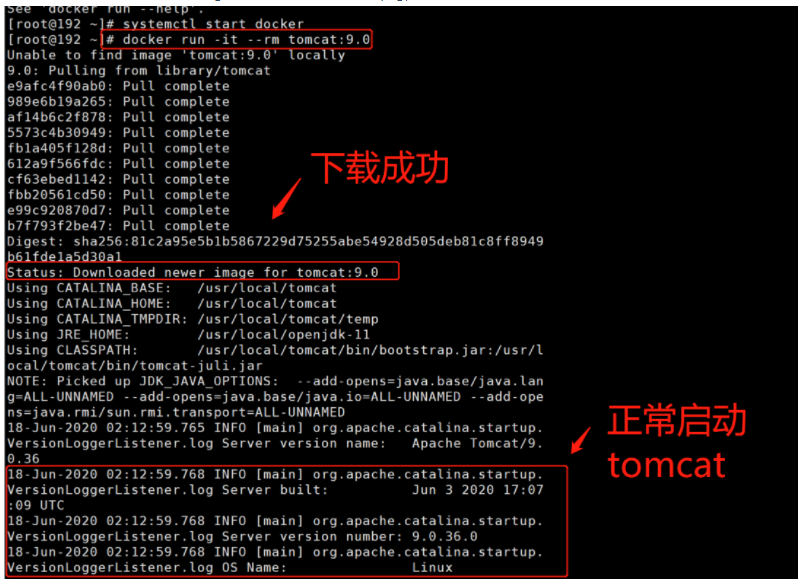 See 'docker run --help'.
[root@192 ~]# systemctl start docker
[root@192 ~]# docker run -it --rm tomcat:9.0
Unable to find image 'tomcat:9.0' locally
9.0: Pulling from library/tomcat
e9afc4f90ab0: Pull complete
989e6b19a265: Pull complete
af14b6c2f878: Pull complete
5573c4b30949: Pull complete
fb1a405f128d: Pull complete
612a9f566fdc: Pull complete
cf63ebed1142: Pull complete
fbb20561cd50: Pull complete
e99c920870d7: Pull complete
b7f793f2be47: Pull complete
下载成功
Digest: sha256:81c2a95e5b1b5867229d75255abe54928d505deb81c8ff8949
b61fde1a5d30a1
Status: Downloaded newer image for tomcat:9.0
Using CATALINA_BASE:   /usr/local/tomcat
Using CATALINA_HOME:   /usr/local/tomcat
Using CATALINA_TMPDIR: /usr/local/tomcat/temp
Using JRE_HOME:        /usr/local/openjdk-11
Using CLASSPATH:       /usr/local/tomcat/bin/bootstrap.jar:/usr/l
ocal/tomcat/bin/tomcat-juli.jar
NOTE: Picked up JDK_JAVA_OPTIONS:  --add-opens=java.base/java.lan
g=ALL-UNNAMED --add-opens=java.base/java.io=ALL-UNNAMED --add-ope
ns=java.rmi/sun.rmi.transport=ALL-UNNAMED
18-Jun-2020 02:12:59.765 INFO [main] org.apache.catalina.startup.
VersionLoggerListener.log Server version name:   Apache Tomcat/9.
0.36
正常启动
tomcat
18-Jun-2020 02:12:59.768 INFO [main] org.apache.catalina.startup.
VersionLoggerListener.log Server built:          Jun 3 2020 17:07
:09 UTC
18-Jun-2020 02:12:59.768 INFO [main] org.apache.catalina.startup.
VersionLoggerListener.log Server version number: 9.0.36.0
18-Jun-2020 02:12:59.768 INFO [main] org.apache.catalina.startup.
VersionLoggerListener.log OS Name:               Linux